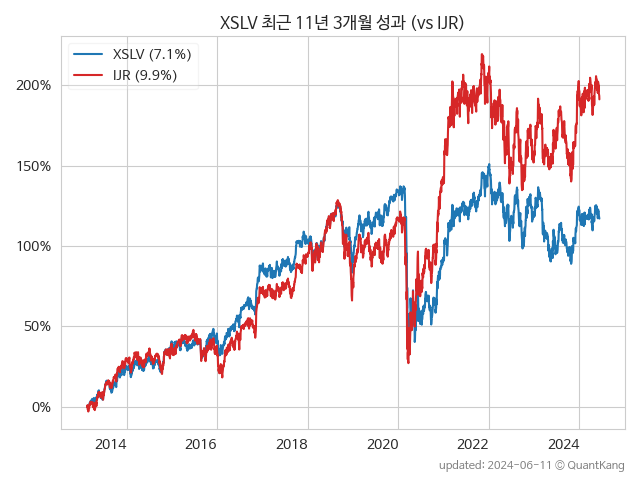 XSLV 최근 11년 3개월 성과 (vs IJR)
XSLV (7.1%)
IJR (9.9%)
200%
150%
100%
50%
0%
2014 2016 2018 2020 2022 2024
updated: 2024-06-11 © QuantKang